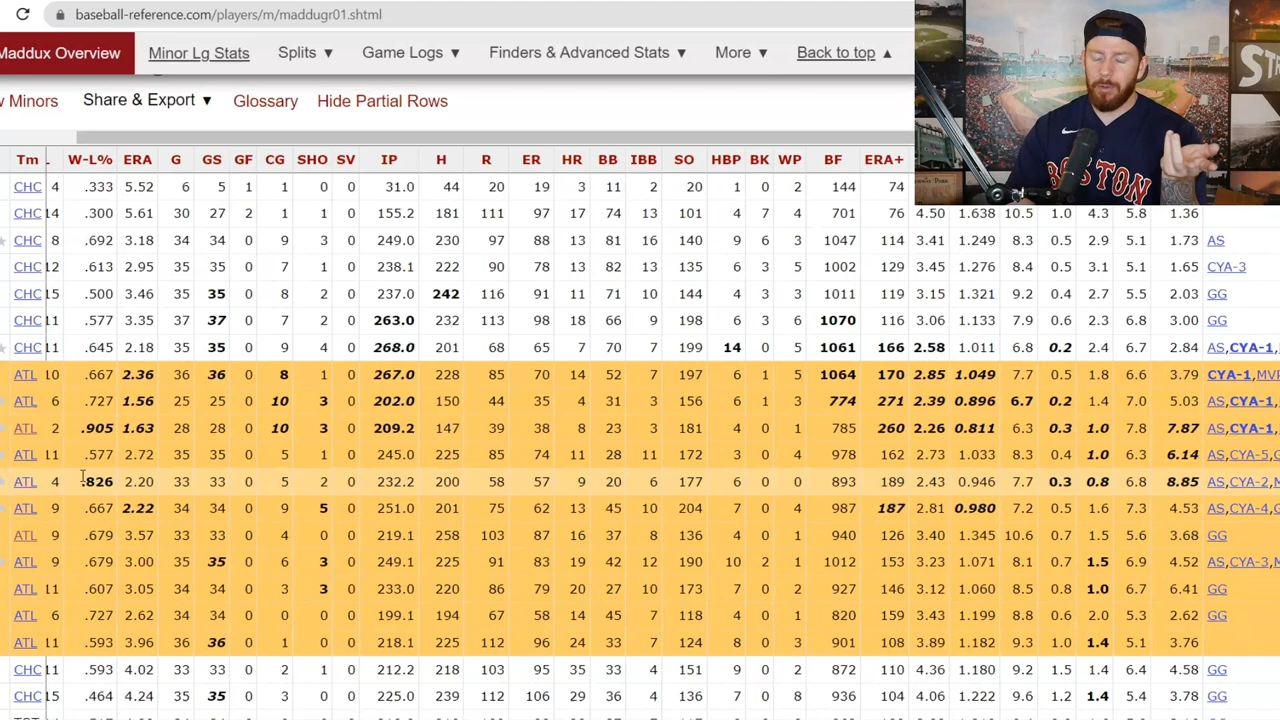 baseball-reference.com/players/m/maddugr01.shtml
Maddux Overview Minor Lg Stats Splits ▼ Game Logs ▼ Finders & Advanced Stats ▼ More ▼ Back to top ▲
w Minors Share & Export ▼ Glossary Hide Partial Rows
Tm L W-L% ERA G GS GF CG SHO SV IP H R ER HR BB IBB SO HBP BK WP BF ERA+
CHC 4 .333 5.52 6 5 1 1 0 0 31.0 44 20 19 3 11 2 20 1 0 2 144 74
CHC 14 .300 5.61 30 27 2 1 1 0 155.2 181 111 97 17 74 13 101 4 7 4 701 76 4.50 1.638 10.5 1.0 4.3 5.8 1.36
CHC 8 .692 3.18 34 34 0 9 3 0 249.0 230 97 88 13 81 16 140 9 6 3 1047 114 3.41 1.249 8.3 0.5 2.9 5.1 1.73 AS
CHC 12 .613 2.95 35 35 0 7 1 0 238.1 222 90 78 13 82 13 135 6 3 5 1002 129 3.45 1.276 8.4 0.5 3.1 5.1 1.65 CYA-3
CHC 15 .500 3.46 35 35 0 8 2 0 237.0 242 116 91 11 71 10 144 4 3 3 1011 119 3.15 1.321 9.2 0.4 2.7 5.5 2.03 GG
CHC 11 .577 3.35 37 37 0 7 2 0 263.0 232 113 98 18 66 9 198 6 3 6 1070 116 3.06 1.133 7.9 0.6 2.3 6.8 3.00 GG
CHC 11 .645 2.18 35 35 0 9 4 0 268.0 201 68 65 7 70 7 199 14 0 5 1061 166 2.58 1.011 6.8 0.2 2.4 6.7 2.84 AS,CYA-1,
ATL 10 .667 2.36 36 36 0 8 1 0 267.0 228 85 70 14 52 7 197 6 1 5 1064 170 2.85 1.049 7.7 0.5 1.8 6.6 3.79 CYA-1,MVP
ATL 6 .727 1.56 25 25 0 10 3 0 202.0 150 44 35 4 31 3 156 6 1 3 774 271 2.39 0.896 6.7 0.2 1.4 7.0 5.03 AS,CYA-1,
ATL 2 .905 1.63 28 28 0 10 3 0 209.2 147 39 38 8 23 3 181 4 0 1 785 260 2.26 0.811 6.3 0.3 1.0 7.8 7.87 AS,CYA-1,
ATL 11 .577 2.72 35 35 0 5 1 0 245.0 225 85 74 11 28 11 172 3 0 4 978 162 2.73 1.033 8.3 0.4 1.0 6.3 6.14 AS,CYA-5,G
ATL 4 .826 2.20 33 33 0 5 2 0 232.2 200 58 57 9 20 6 177 6 0 0 893 189 2.43 0.946 7.7 0.3 0.8 6.8 8.85 AS,CYA-2,M
ATL 9 .667 2.22 34 34 0 9 5 0 251.0 201 75 62 13 45 10 204 7 0 4 987 187 2.81 0.980 7.2 0.5 1.6 7.3 4.53 AS,CYA-4,G
ATL 9 .679 3.57 33 33 0 4 0 0 219.1 258 103 87 16 37 8 136 4 0 1 940 126 3.40 1.345 10.6 0.7 1.5 5.6 3.68 GG
ATL 9 .679 3.00 35 35 0 6 3 0 249.1 225 91 83 19 42 12 190 10 2 1 1012 153 3.23 1.071 8.1 0.7 1.5 6.9 4.52 AS,CYA-3,M
ATL 11 .607 3.05 34 34 0 3 3 0 233.0 220 86 79 20 27 10 173 7 0 2 927 146 3.12 1.060 8.5 0.8 1.0 6.7 6.41 GG
ATL 6 .727 2.62 34 34 0 0 0 0 199.1 194 67 58 14 45 7 118 4 0 1 820 159 3.43 1.199 8.8 0.6 2.0 5.3 2.62 GG
ATL 11 .593 3.96 36 36 0 1 0 0 218.1 225 112 96 24 33 7 124 8 0 3 901 108 3.89 1.182 9.3 1.0 1.4 5.1 3.76
CHC 11 .593 4.02 33 33 0 2 1 0 212.2 218 103 95 35 33 4 151 9 0 2 872 110 4.36 1.180 9.2 1.5 1.4 6.4 4.58 GG
CHC 15 .464 4.24 35 35 0 3 0 0 225.0 239 112 106 29 36 4 136 7 0 8 936 104 4.06 1.222 9.6 1.2 1.4 5.4 3.78 GG
BOSTON